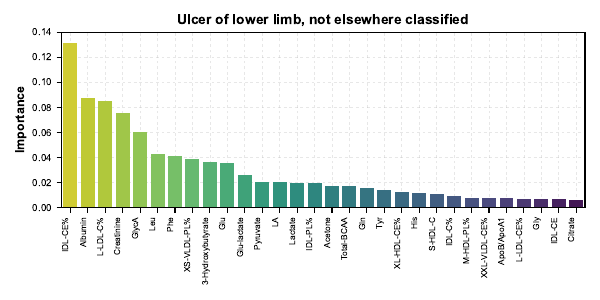 Ulcer of lower limb, not elsewhere classified
Importance
0.14
0.12
0.10
0.08
0.06
0.04
0.02
0.00
IDL-CE%
Albumin
L-LDL-C%
Creatinine
GlycA
Leu
Phe
XS-VLDL-PL%
3-Hydroxybutyrate
Glu
Glu-lactate
Pyruvate
LA
Lactate
IDL-PL%
Acetone
Total-BCAA
Gln
Tyr
XL-HDL-CE%
His
S-HDL-C
IDL-C%
M-HDL-PL%
XXL-VLDL-CE%
ApoB/ApoA1
L-LDL-CE%
Gly
IDL-CE
Citrate